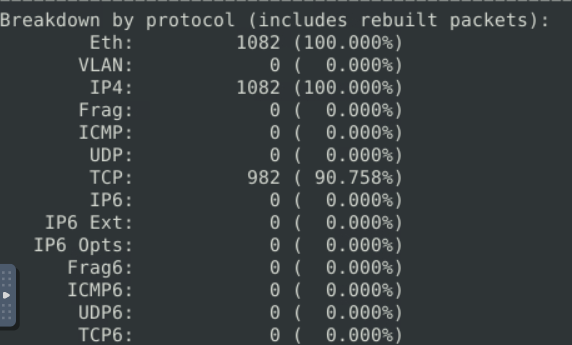 Breakdown by protocol (includes rebuilt packets):
Eth: 1082 (100.000%)
VLAN: 0 ( 0.000%)
IP4: 1082 (100.000%)
Frag: 0 ( 0.000%)
ICMP: 0 ( 0.000%)
UDP: 0 ( 0.000%)
TCP: 982 ( 90.758%)
IP6: 0 ( 0.000%)
IP6 Ext: 0 ( 0.000%)
IP6 Opts: 0 ( 0.000%)
Frag6: 0 ( 0.000%)
ICMP6: 0 ( 0.000%)
UDP6: 0 ( 0.000%)
TCP6: 0 ( 0.000%)